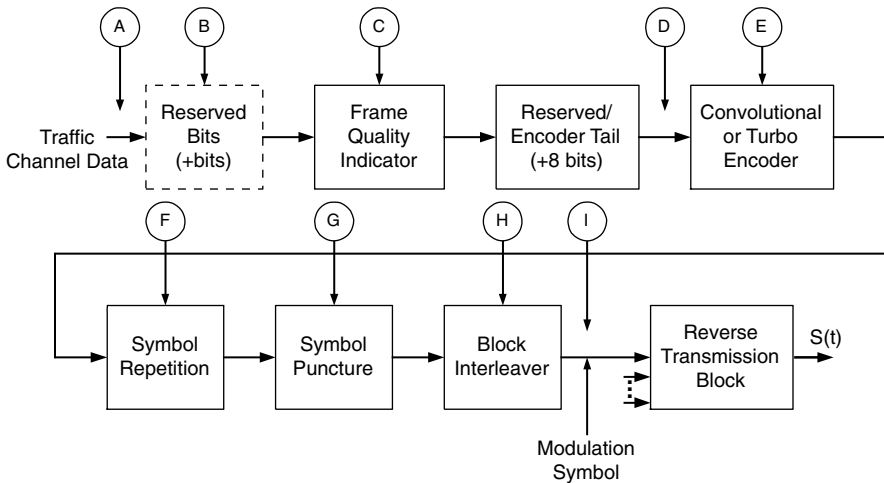 A
B
C
D
E
Traffic
Channel Data
Reserved
Bits
(+bits)
Frame
Quality
Indicator
Reserved/
Encoder Tail
(+8 bits)
Convolutional
or Turbo
Encoder
F
G
H
I
Symbol
Repetition
Symbol
Puncture
Block
Interleaver
Reverse
Transmission
Block
S(t)
Modulation
Symbol